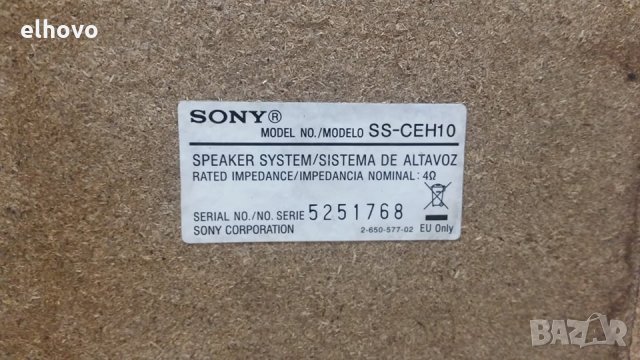 elhovo
SONY®
MODEL NO./MODELO SS-CEH10
SPEAKER SYSTEM/SISTEMA DE ALTAVOZ
RATED IMPEDANCE/IMPEDANCIA NOMINAL: 4Ω
SERIAL NO./NO. SERIE 5251768
SONY CORPORATION 2-650-577-02 EU Only
BAZAR